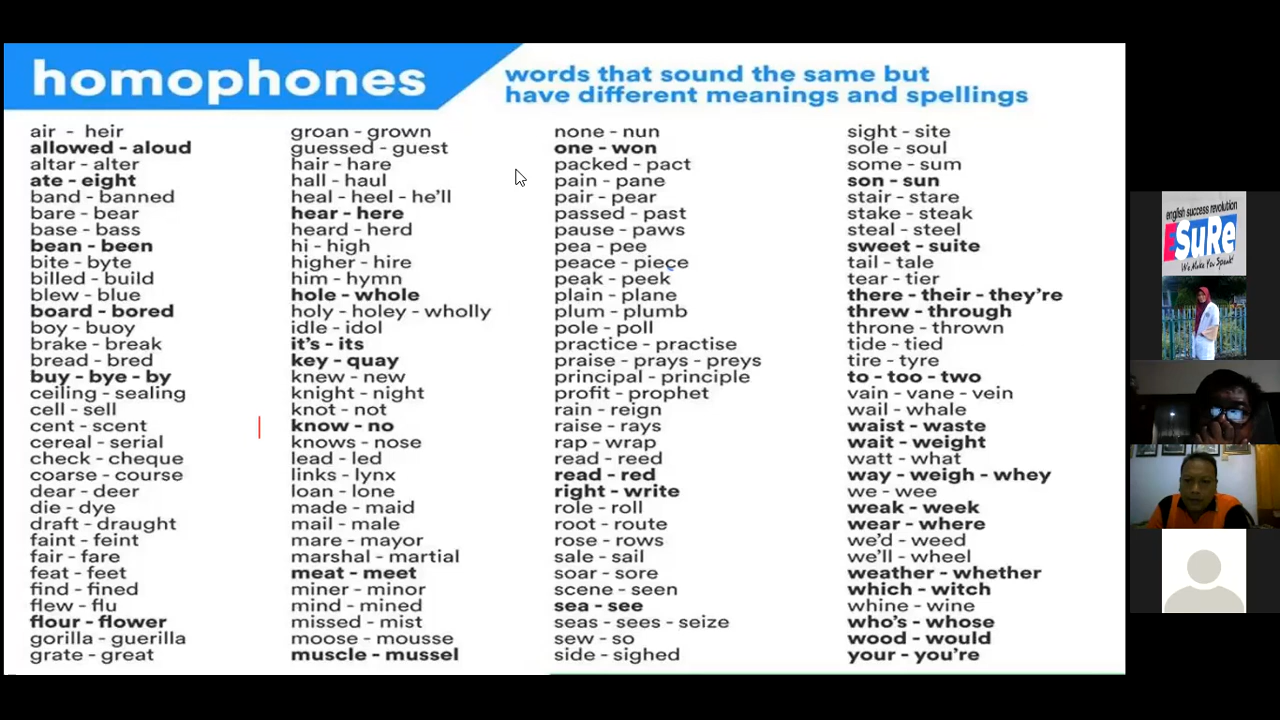 homophones
words that sound the same but
have different meanings and spellings
air - heir
allowed - aloud
altar - alter
ate - eight
band - banned
bare - bear
base - bass
bean - been
bite - byte
billed - build
blew - blue
board - bored
boy - buoy
brake - break
bread - bred
buy - bye - by
ceiling - sealing
cell - sell
cent - scent
cereal - serial
check - cheque
coarse - course
dear - deer
die - dye
draft - draught
faint - feint
fair - fare
feat - feet
find - fined
flew - flu
flour - flower
gorilla - guerilla
grate - great
groan - grown
guessed - guest
hair - hare
hall - haul
heal - heel - he'll
hear - here
heard - herd
hi - high
higher - hire
him - hymn
hole - whole
holy - holey - wholly
idle - idol
it's - its
key - quay
knew - new
knight - night
knot - not
know - no
knows - nose
lead - led
links - lynx
loan - lone
made - maid
mail - male
mare - mayor
marshal - martial
meat - meet
miner - minor
mind - mined
missed - mist
moose - mousse
muscle - mussel
none - nun
one - won
packed - pact
pain - pane
pair - pear
passed - past
pause - paws
pea - pee
peace - piece
peak - peek
plain - plane
plum - plumb
pole - poll
practice - practise
praise - prays - preys
principal - principle
profit - prophet
rain - reign
raise - rays
rap - wrap
read - reed
read - red
right - write
role - roll
root - route
rose - rows
sale - sail
soar - sore
scene - seen
sea - see
seas - sees - seize
sew - so
side - sighed
sight - site
sole - soul
some - sum
son - sun
stair - stare
stake - steak
steal - steel
sweet - suite
tail - tale
tear - tier
there - their - they're
threw - through
throne - thrown
tide - tied
tire - tyre
to - too - two
vain - vane - vein
wail - whale
waist - waste
wait - weight
watt - what
way - weigh - whey
we - wee
weak - week
wear - where
we'd - weed
we'll - wheel
weather - whether
which - witch
whine - wine
who's - whose
wood - would
your - you're
english success revolution
ESuRe
We Make You Speak!